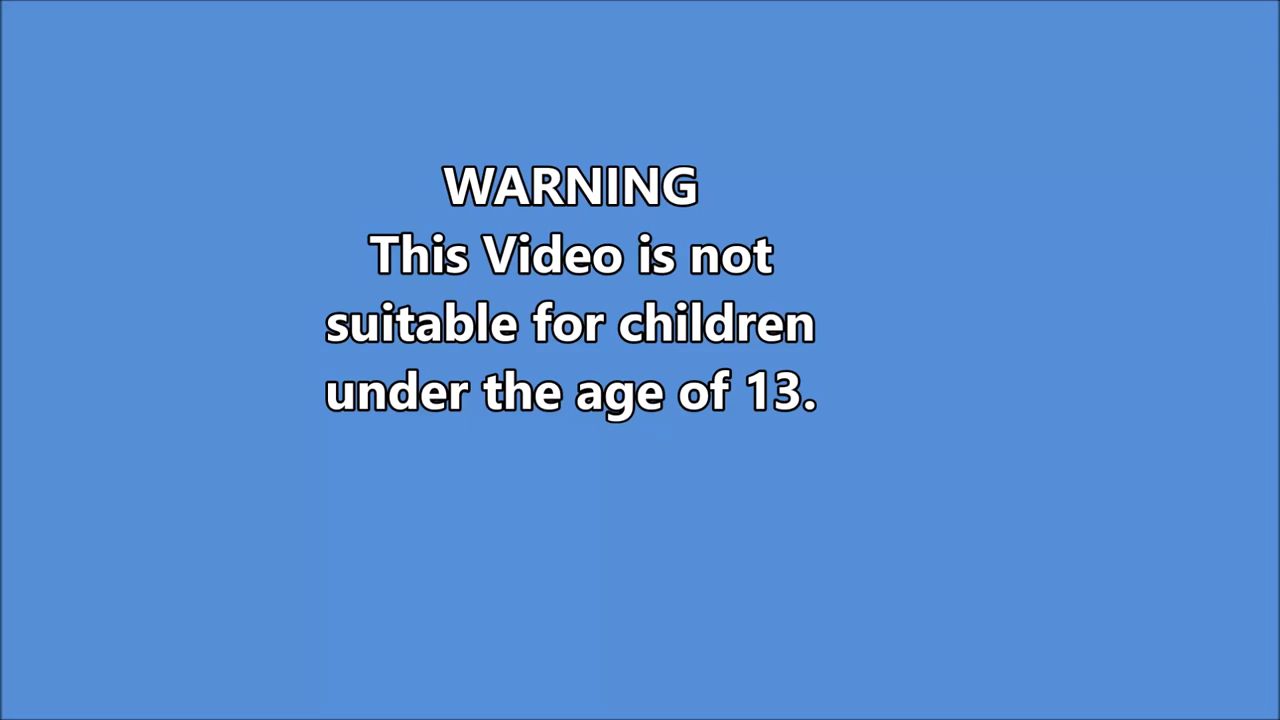 WARNING
This Video is not
suitable for children
under the age of 13.